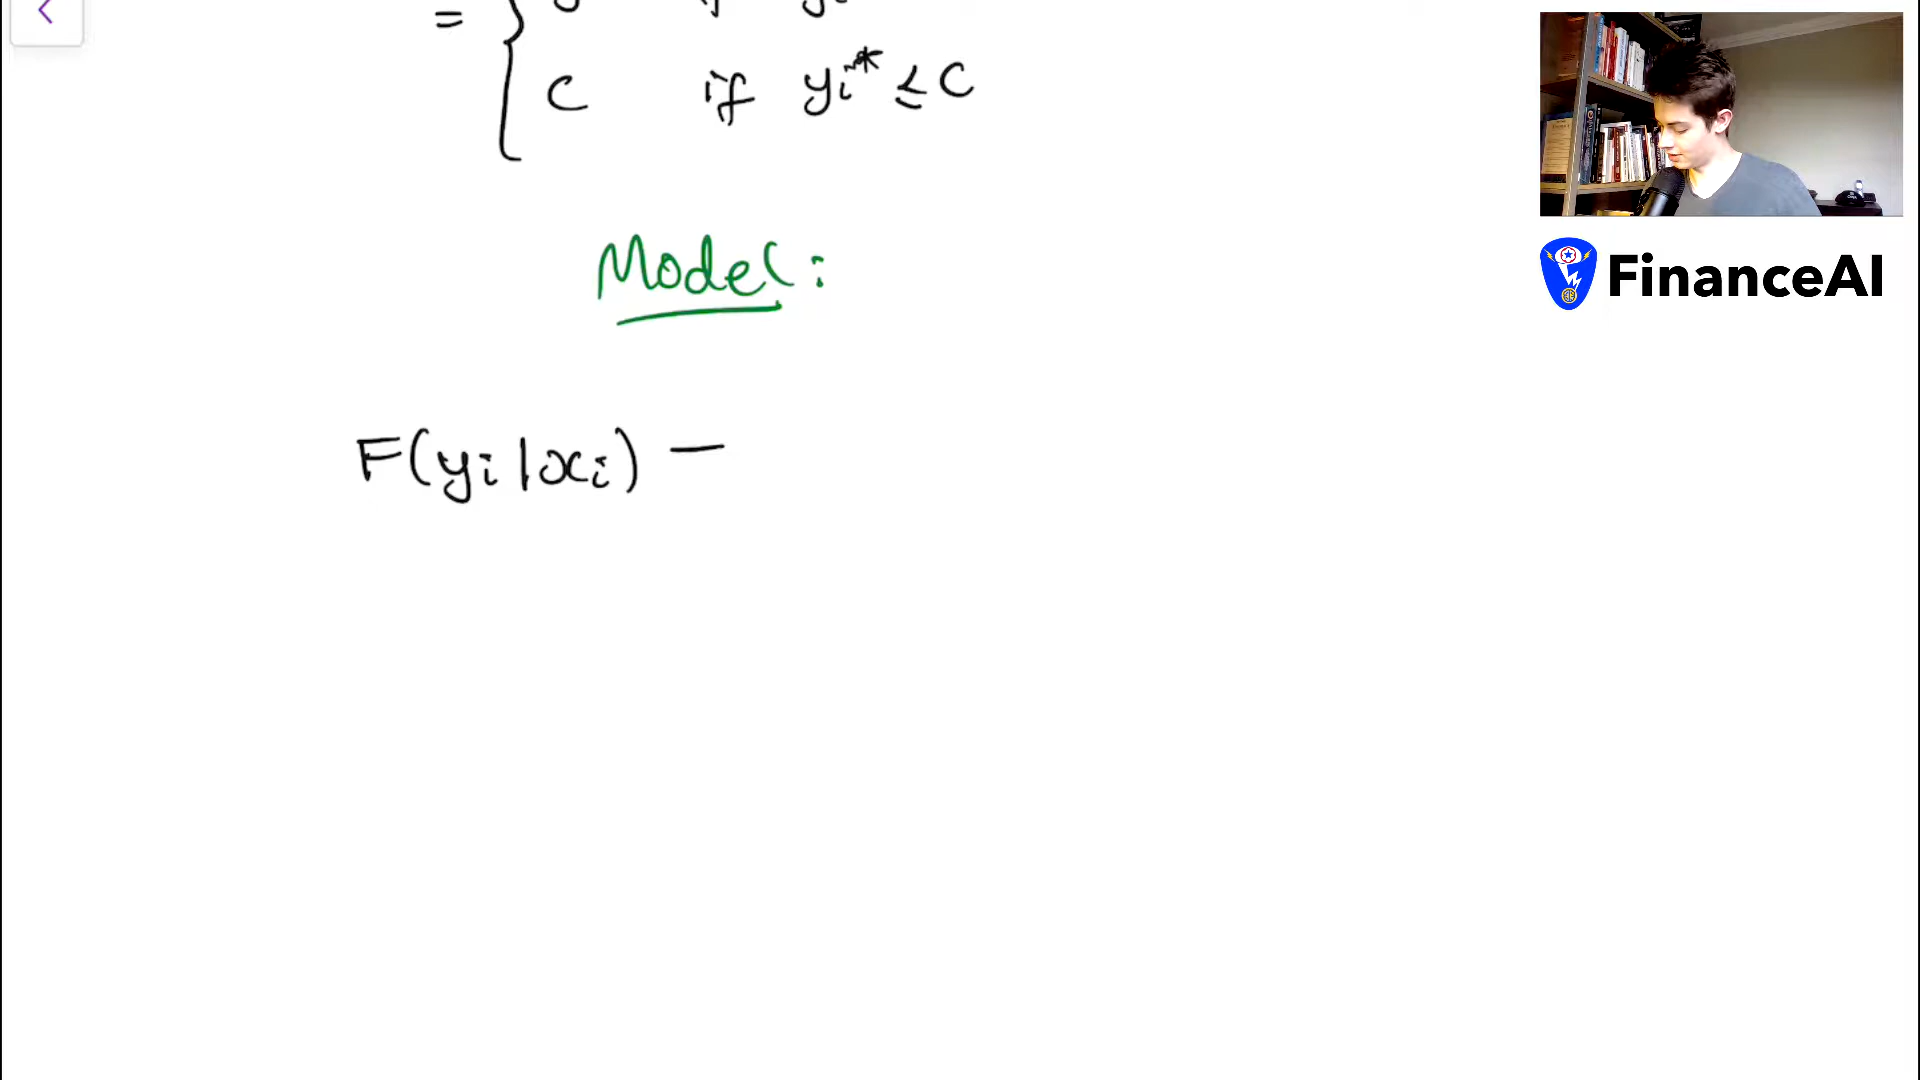 =
C if yi* ≤ C
Model:
F(yi|xi) –
FinanceAI